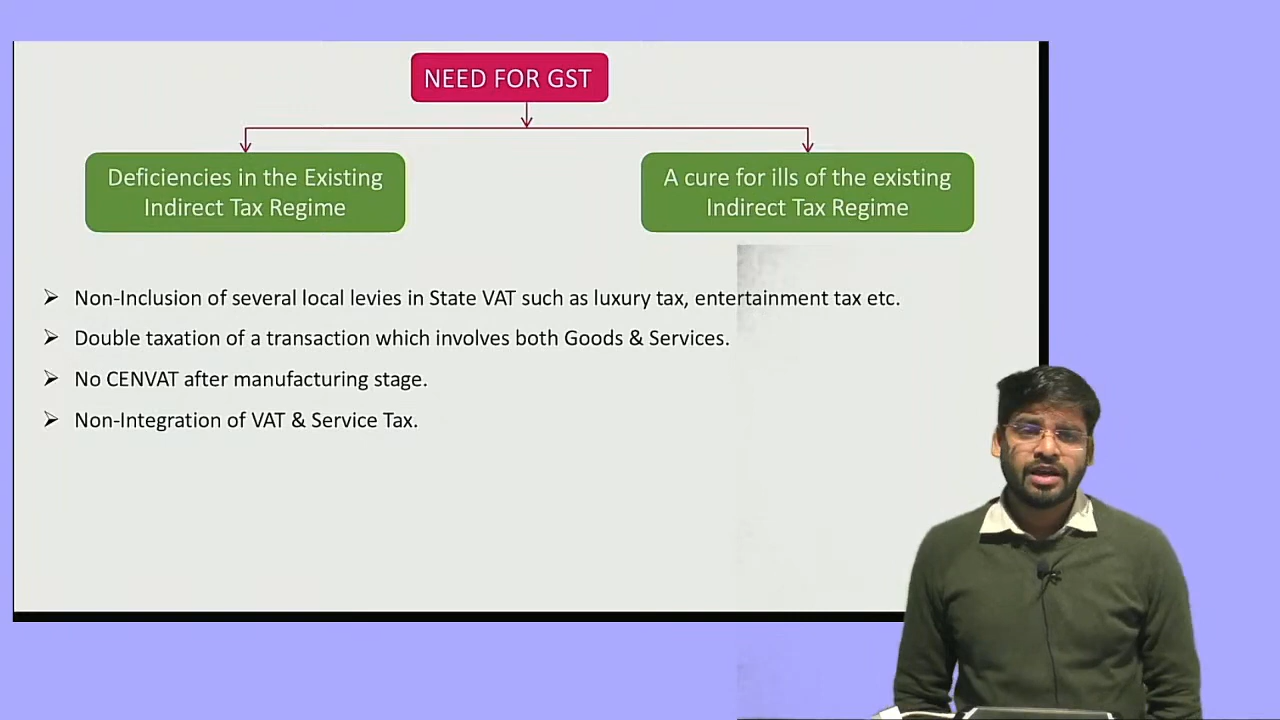 NEED FOR GST
Deficiencies in the Existing
Indirect Tax Regime
A cure for ills of the existing
Indirect Tax Regime
Non-Inclusion of several local levies in State VAT such as luxury tax, entertainment tax etc.
Double taxation of a transaction which involves both Goods & Services.
No CENVAT after manufacturing stage.
Non-Integration of VAT & Service Tax.